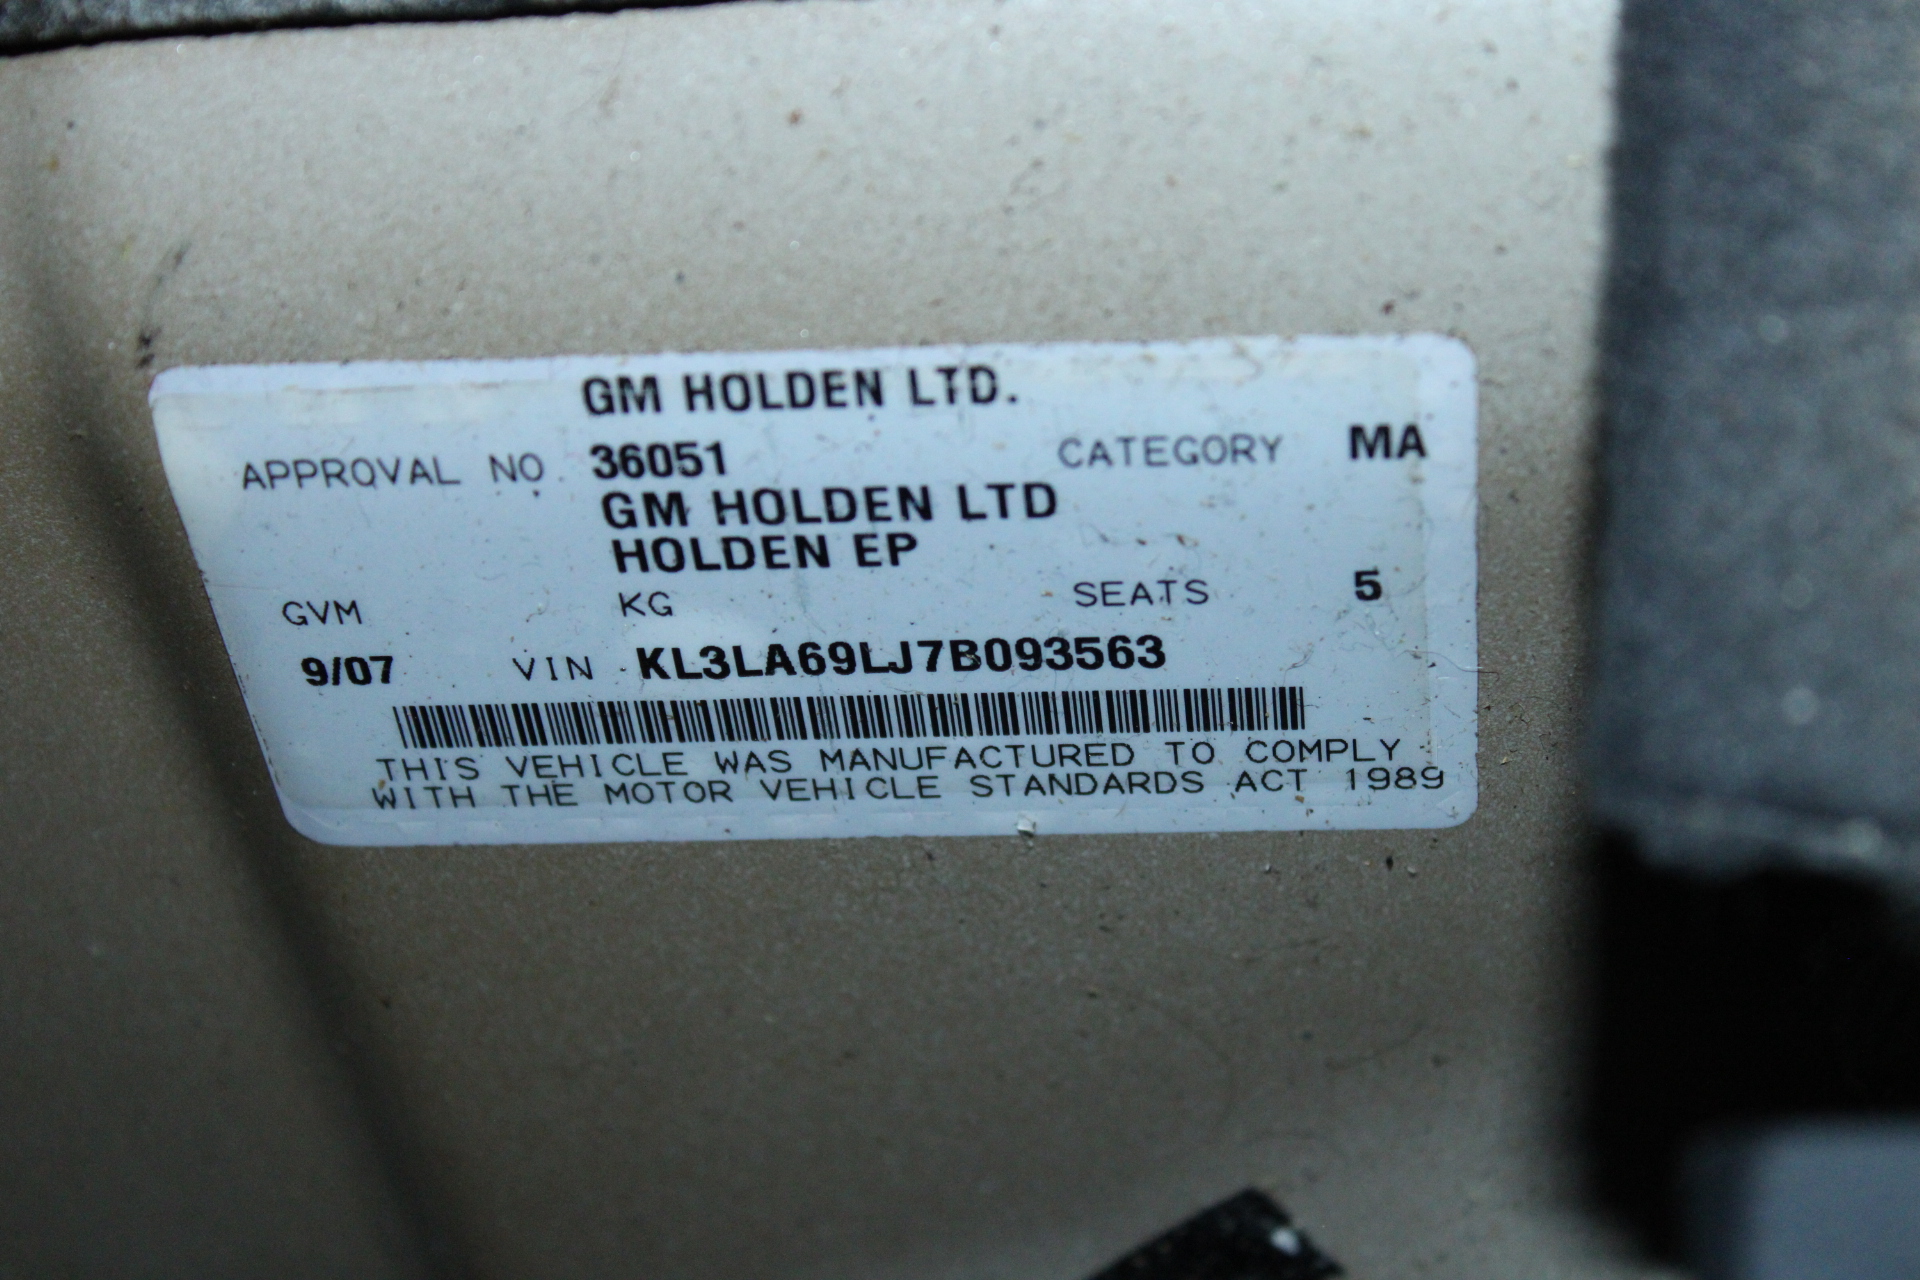 GM HOLDEN LTD.
APPROVAL NO. 36051 CATEGORY MA
GM HOLDEN LTD
HOLDEN EP
GVM KG SEATS 5
9/07 VIN KL3LA69LJ7B093563
THIS VEHICLE WAS MANUFACTURED TO COMPLY
WITH THE MOTOR VEHICLE STANDARDS ACT 1989